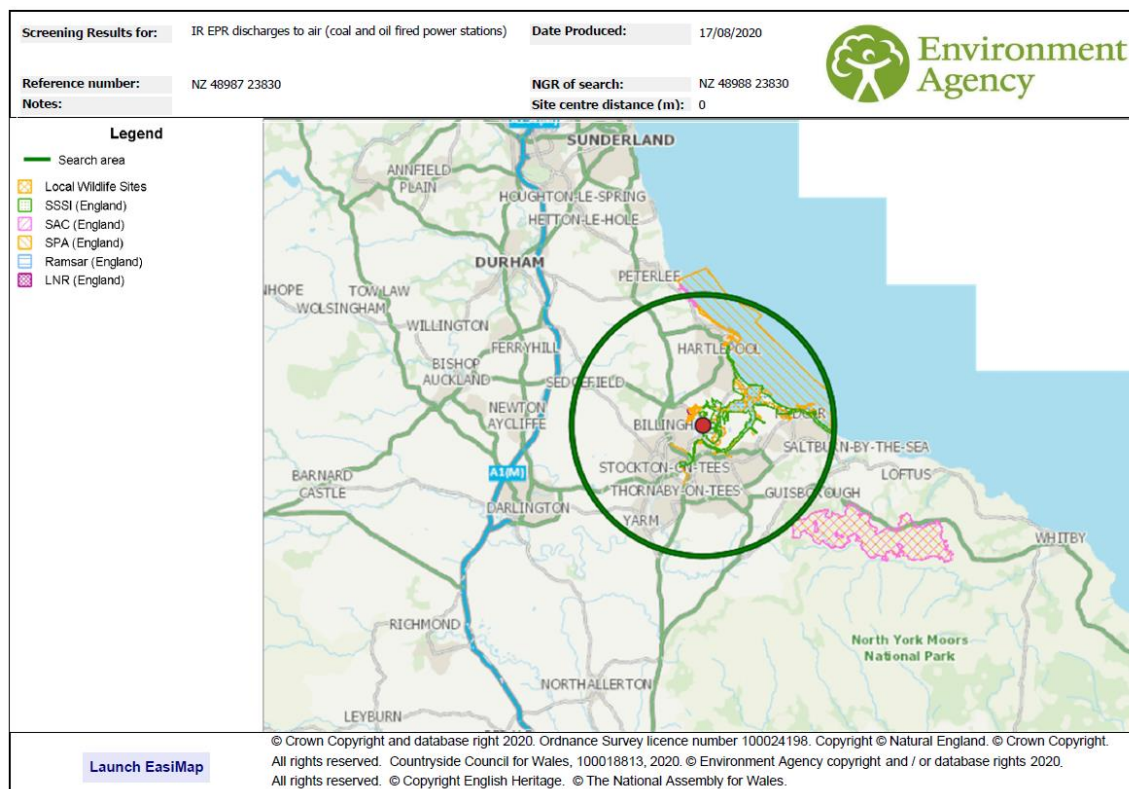 Screening Results for: IR EPR discharges to air (coal and oil fired power stations) Date Produced: 17/08/2020
Environment
Agency
Reference number: NZ 48987 23830 NGR of search: NZ 48988 23830
Notes: Site centre distance (m): 0
Legend
Search area
Local Wildlife Sites
SSSI (England)
SAC (England)
SPA (England)
Ramsar (England)
LNR (England)
SUNDERLAND
ANNFIELD
PLAIN
HOUGHTON-LE-SPRING
HETTON-LE-HOLE
DURHAM
PETERLEE
NHOPE
TOW LAW
WOLSINGHAM
WILLINGTON
FERRYHILL
HARTLEPOOL
BISHOP
AUCKLAND
SEDGEFIELD
NEWTON
AYCLIFFE
BILLINGH
SALTBURN-BY-THE-SEA
STOCKTON-ON-TEES
LOFTUS
A1(M)
BARNARD
CASTLE
THORNABY-ON-TEES
GUISBOROUGH
DARLINGTON
YARM
WHITBY
RICHMOND
North York Moors
National Park
NORTHALLERTON
LEYBURN
Launch EasiMap
© Crown Copyright and database right 2020. Ordnance Survey licence number 100024198. Copyright © Natural England. © Crown Copyright.
All rights reserved. Countryside Council for Wales, 100018813, 2020. © Environment Agency copyright and / or database rights 2020.
All rights reserved. © Copyright English Heritage. © The National Assembly for Wales.